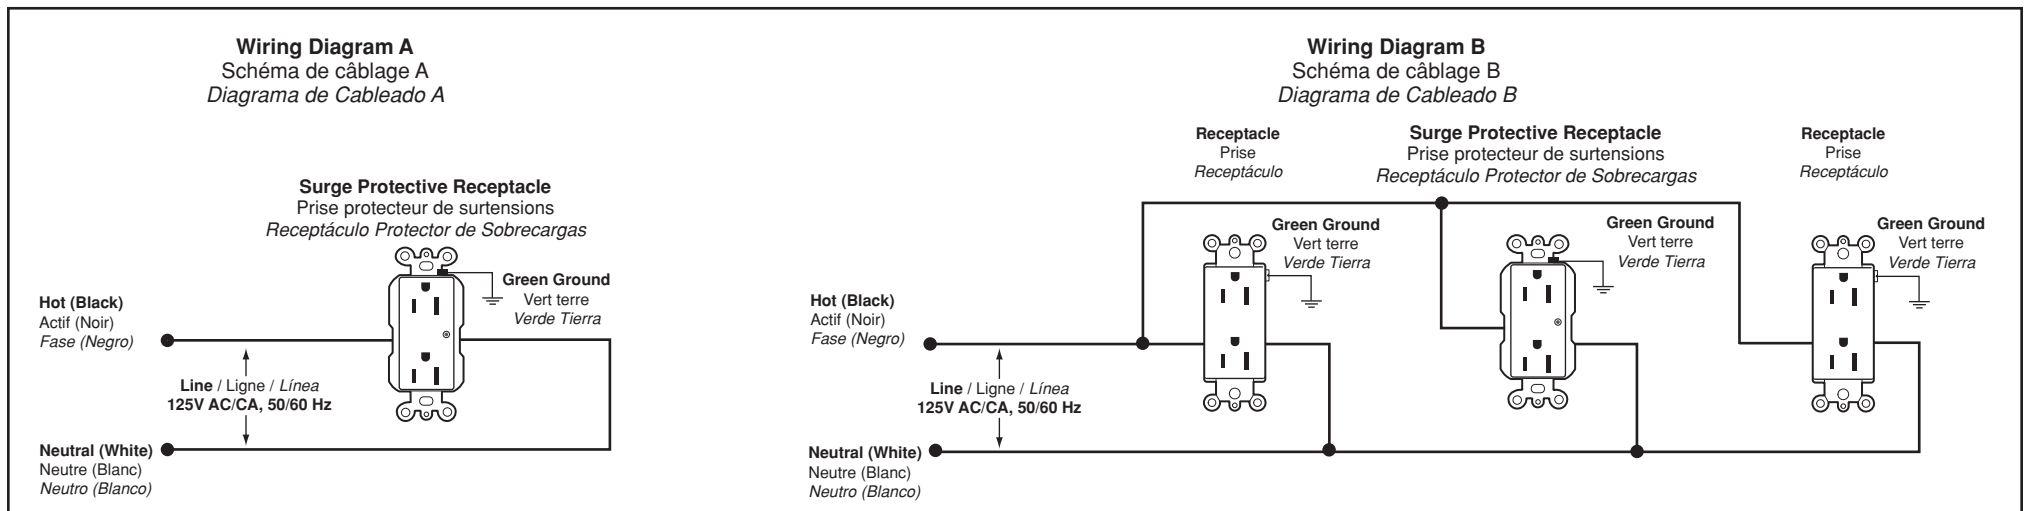 Wiring Diagram A
Schéma de câblage A
Diagrama de Cableado A
Surge Protective Receptacle
Prise protecteur de surtensions
Receptáculo Protector de Sobrecargas
Green Ground
Vert terre
Verde Tierra
Hot (Black)
Actif (Noir)
Fase (Negro)
Line / Ligne / Línea
125V AC/CA, 50/60 Hz
Neutral (White)
Neutre (Blanc)
Neutro (Blanco)
Wiring Diagram B
Schéma de câblage B
Diagrama de Cableado B
Receptacle
Prise
Receptáculo
Surge Protective Receptacle
Prise protecteur de surtensions
Receptáculo Protector de Sobrecargas
Receptacle
Prise
Receptáculo
Green Ground
Vert terre
Verde Tierra
Green Ground
Vert terre
Verde Tierra
Green Ground
Vert terre
Verde Tierra
Hot (Black)
Actif (Noir)
Fase (Negro)
Line / Ligne / Línea
125V AC/CA, 50/60 Hz
Neutral (White)
Neutre (Blanc)
Neutro (Blanco)